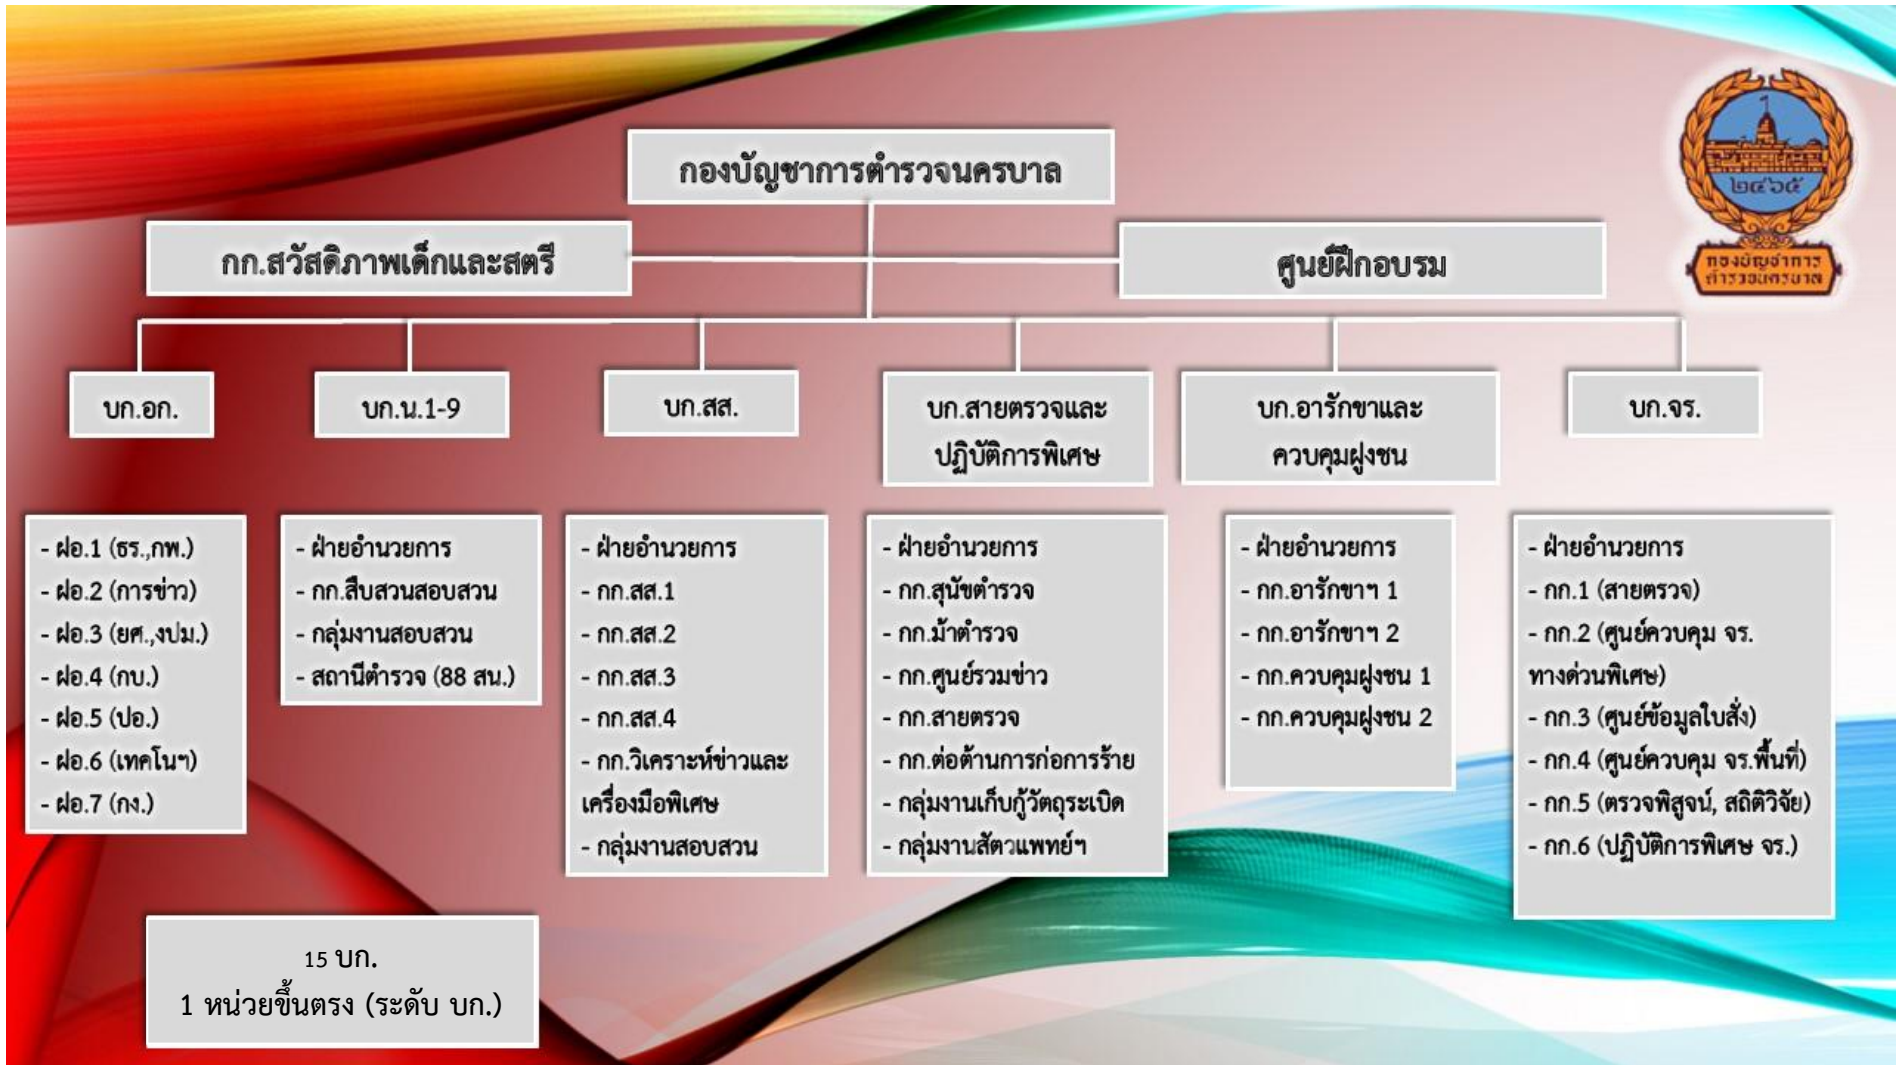 กองบัญชาการตำรวจนครบาล
กก.สวัสดิภาพเด็กและสตรี
ศูนย์ฝึกอบรม
๒๔๖๕
กองบัญชาการ
ตำรวจนครบาล
บก.อก.
บก.น.1-9
บก.สส.
บก.สายตรวจและ
ปฏิบัติการพิเศษ
บก.อารักขาและ
ควบคุมฝูงชน
บก.จร.
- ฝอ.1 (ธร.,กพ.)
- ฝอ.2 (การข่าว)
- ฝอ.3 (ยศ.,งปม.)
- ฝอ.4 (กบ.)
- ฝอ.5 (ปอ.)
- ฝอ.6 (เทคโนฯ)
- ฝอ.7 (กง.)
- ฝ่ายอำนวยการ
- กก.สืบสวนสอบสวน
- กลุ่มงานสอบสวน
- สถานีตำรวจ (88 สน.)
- ฝ่ายอำนวยการ
- กก.สส.1
- กก.สส.2
- กก.สส.3
- กก.สส.4
- กก.วิเคราะห์ข่าวและ
เครื่องมือพิเศษ
- กลุ่มงานสอบสวน
- ฝ่ายอำนวยการ
- กก.สุนัขตำรวจ
- กก.ม้าตำรวจ
- กก.ศูนย์รวมข่าว
- กก.สายตรวจ
- กก.ต่อต้านการก่อการร้าย
- กลุ่มงานเก็บกู้วัตถุระเบิด
- กลุ่มงานสัตวแพทย์ฯ
- ฝ่ายอำนวยการ
- กก.อารักขาฯ 1
- กก.อารักขาฯ 2
- กก.ควบคุมฝูงชน 1
- กก.ควบคุมฝูงชน 2
- ฝ่ายอำนวยการ
- กก.1 (สายตรวจ)
- กก.2 (ศูนย์ควบคุม จร.
ทางด่วนพิเศษ)
- กก.3 (ศูนย์ข้อมูลใบสั่ง)
- กก.4 (ศูนย์ควบคุม จร.พื้นที่)
- กก.5 (ตรวจพิสูจน์, สถิติวิจัย)
- กก.6 (ปฏิบัติการพิเศษ จร.)
15 บก.
1 หน่วยขึ้นตรง (ระดับ บก.)